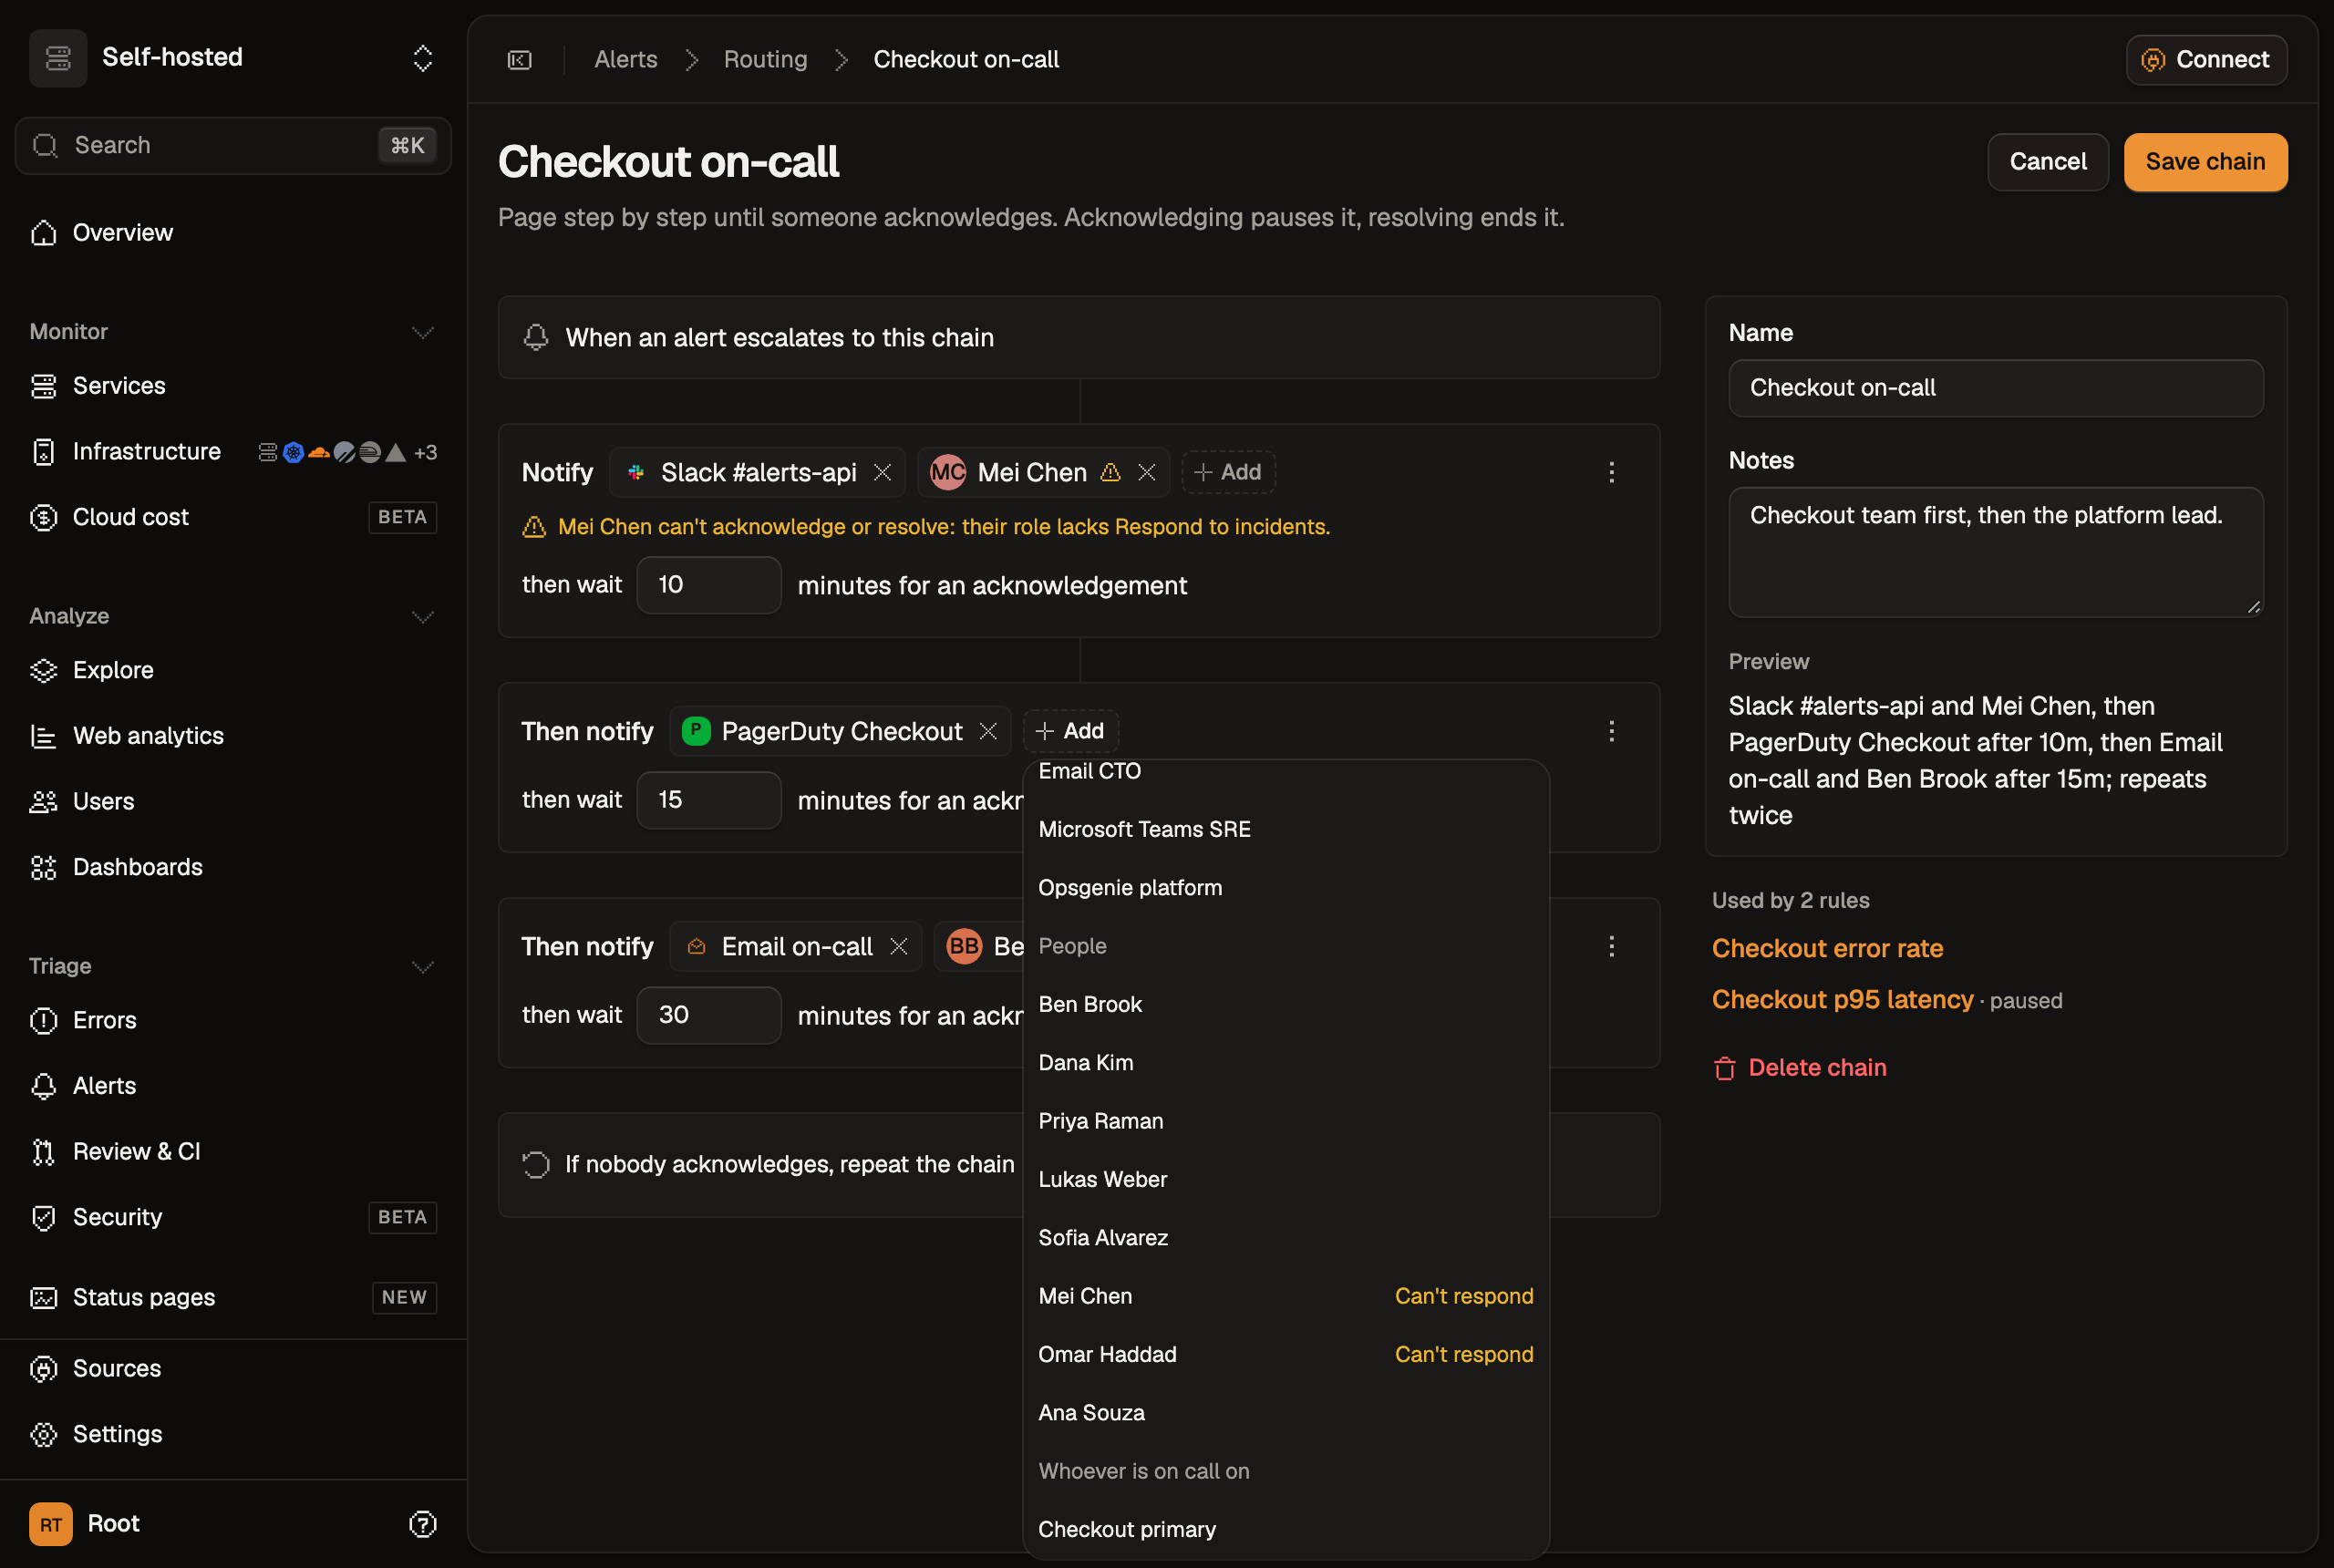 Self-hosted
Search
⌘K
Overview
Monitor
Services
Infrastructure
+3
Cloud cost
BETA
Analyze
Explore
Web analytics
Users
Dashboards
Triage
Errors
Alerts
Review & CI
Security
BETA
Status pages
NEW
Sources
Settings
RT
Root
Alerts
Routing
Checkout on-call
Connect
Checkout on-call
Page step by step until someone acknowledges. Acknowledging pauses it, resolving ends it.
Cancel
Save chain
When an alert escalates to this chain
Notify
Slack #alerts-api
MC
Mei Chen
Add
Mei Chen can't acknowledge or resolve: their role lacks Respond to incidents.
then wait
10
minutes for an acknowledgement
Then notify
P
PagerDuty Checkout
Add
then wait
15
minutes for an ackn
Then notify
Email on-call
BB
Be
then wait
30
minutes for an ackn
If nobody acknowledges, repeat the chain
Email CTO
Microsoft Teams SRE
Opsgenie platform
People
Ben Brook
Dana Kim
Priya Raman
Lukas Weber
Sofia Alvarez
Mei Chen
Can't respond
Omar Haddad
Can't respond
Ana Souza
Whoever is on call on
Checkout primary
Name
Checkout on-call
Notes
Checkout team first, then the platform lead.
Preview
Slack #alerts-api and Mei Chen, then
PagerDuty Checkout after 10m, then Email
on-call and Ben Brook after 15m; repeats
twice
Used by 2 rules
Checkout error rate
Checkout p95 latency · paused
Delete chain